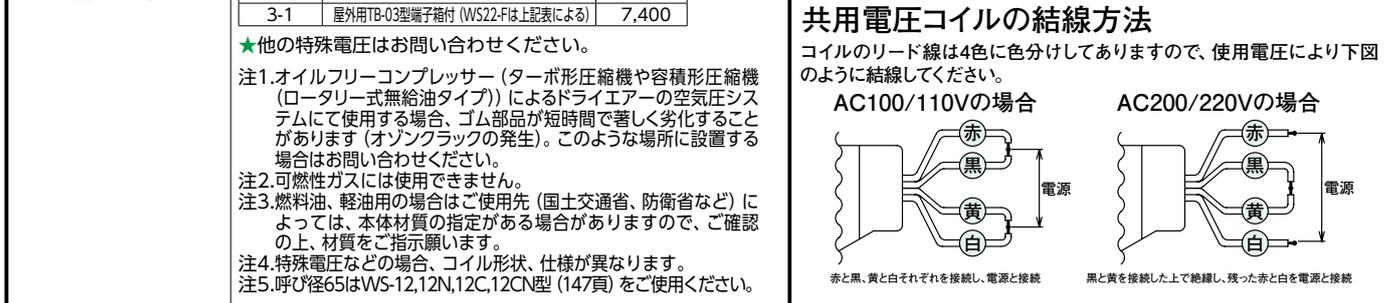 3-1 屋外用TB-03型端子箱付 (WS22-Fは上記表による) 7,400
★他の特殊電圧はお問い合わせください。
注1.オイルフリーコンプレッサー（ターボ形圧縮機や容積形圧縮機
（ロータリー式無給油タイプ））によるドライエアーの空気圧シス
テムにて使用する場合、ゴム部品が短時間で著しく劣化すること
があります（オゾンクラックの発生）。このような場所に設置する
場合はお問い合わせください。
注2.可燃性ガスには使用できません。
注3.燃料油、軽油用の場合はご使用先（国土交通省、防衛省など）に
よっては、本体材質の指定がある場合がありますので、ご確認
の上、材質をご指示願います。
注4.特殊電圧などの場合、コイル形状、仕様が異なります。
注5.呼び径65はWS-12,12N,12C,12CN型（147頁）をご使用ください。
共用電圧コイルの結線方法
コイルのリード線は4色に色分けしてありますので、使用電圧により下図
のように結線してください。
AC100/110Vの場合
赤
黒
黄
白
電源
赤と黒、黄と白それぞれを接続し、電源と接続
AC200/220Vの場合
赤
黒
黄
白
電源
黒と黄を接続した上で絶縁し、残った赤と白を電源と接続